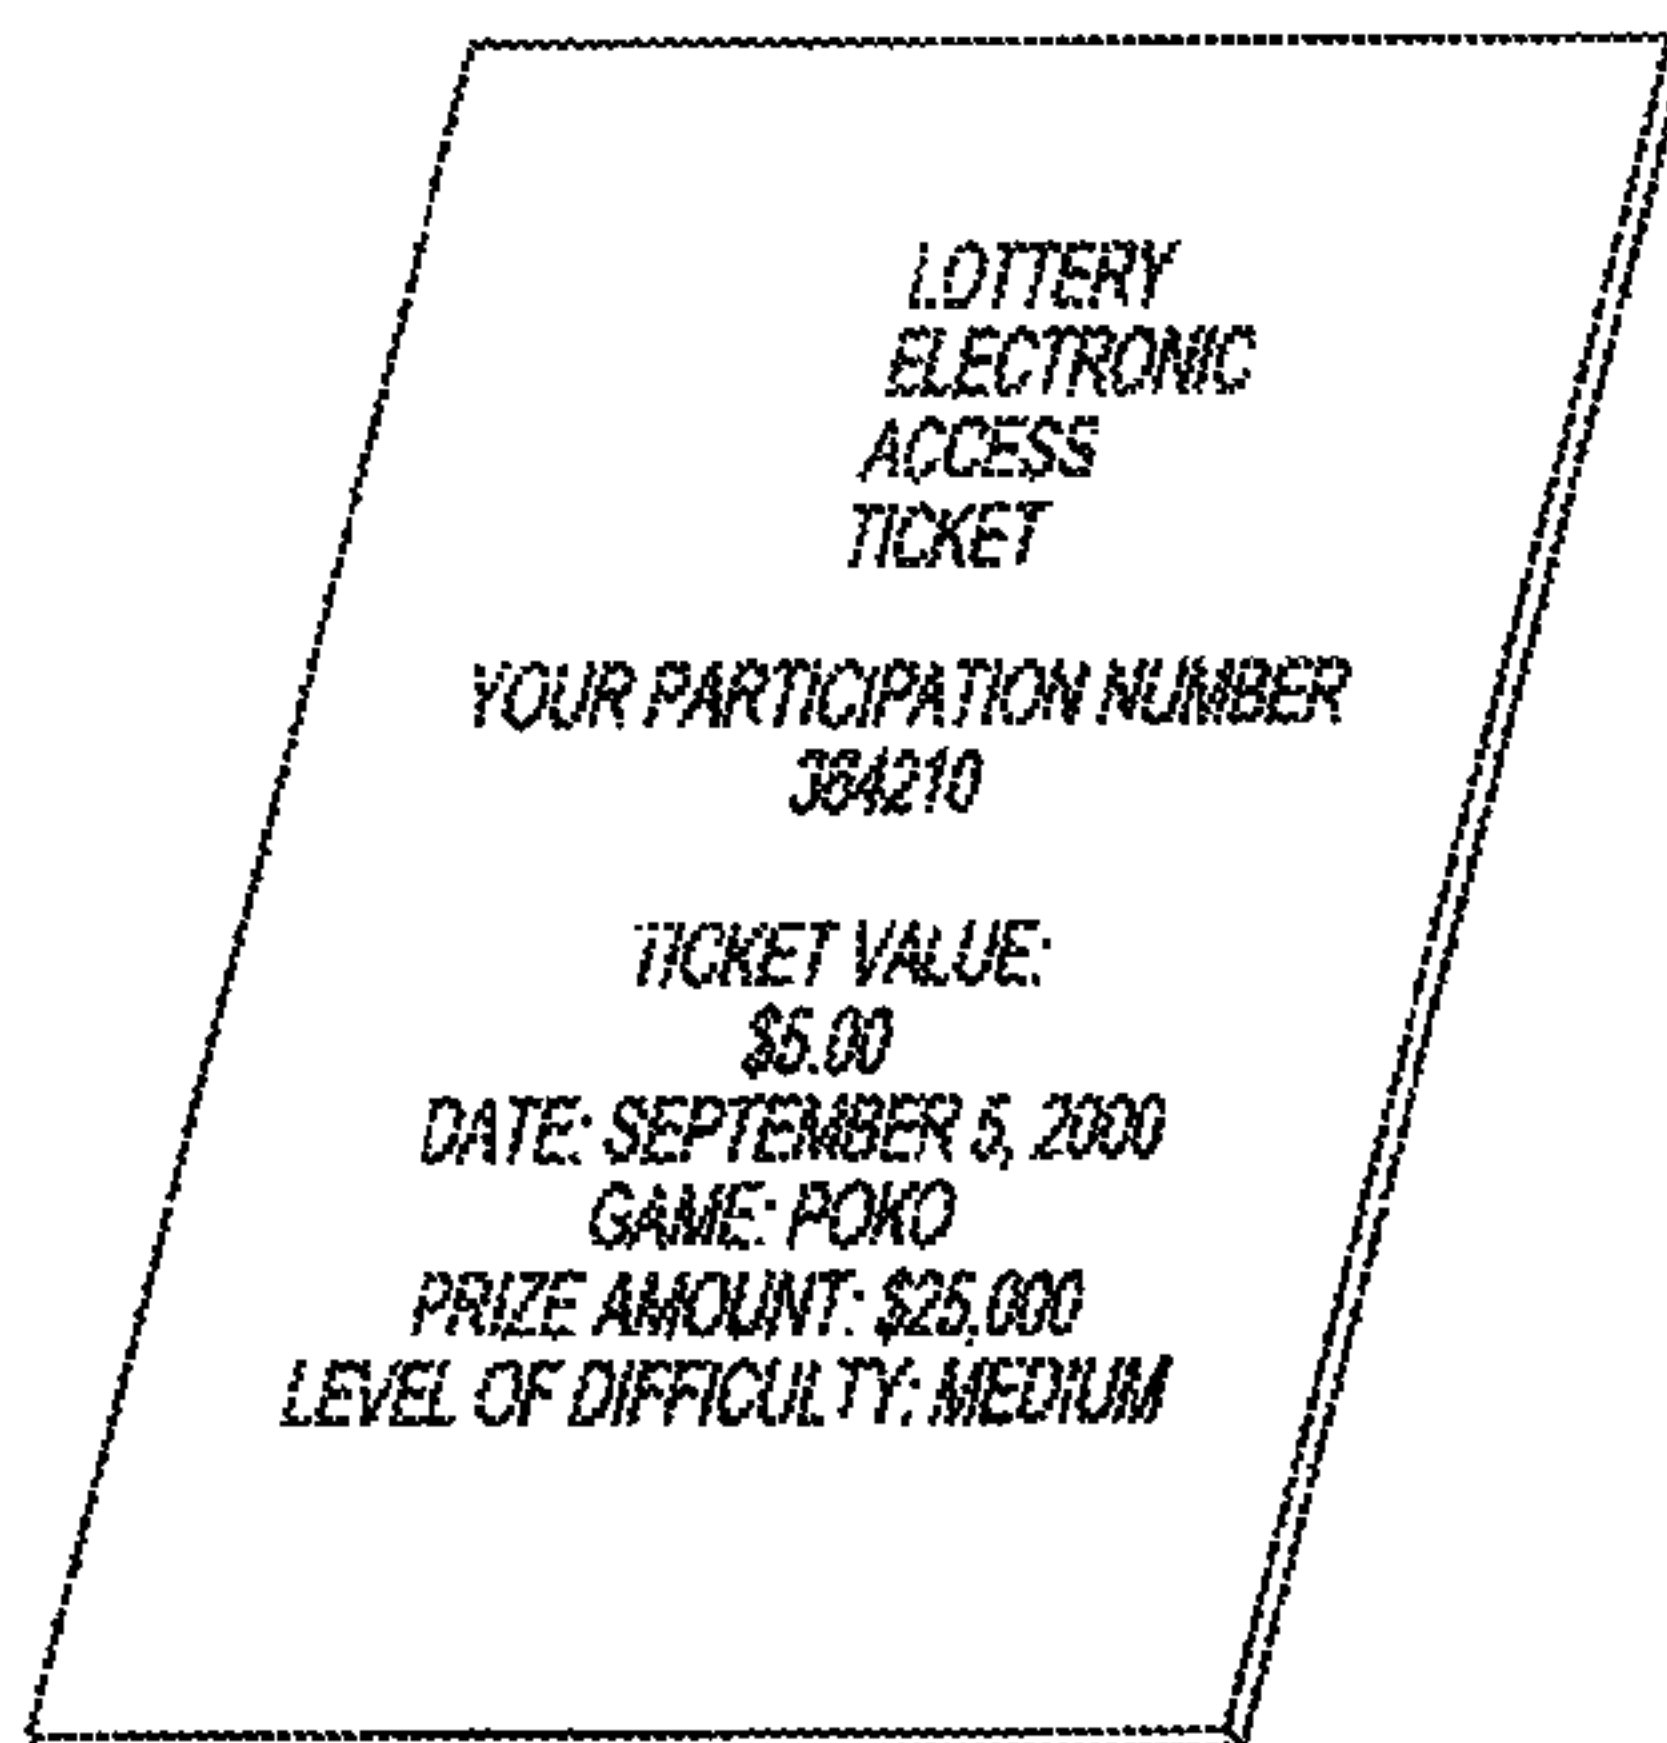 LOTTERY
ELECTRONIC
ACCESS
TICKET
YOUR PARTICIPATION NUMBER
364210
TICKET VALUE:
$5.00
DATE: SEPTEMBER 5, 2000
GAME: POKO
PRIZE AMOUNT: $25,000
LEVEL OF DIFFICULTY: MEDIUM